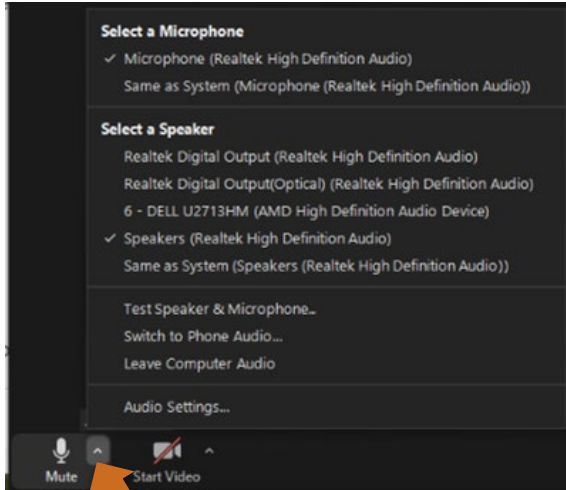 Select a Microphone
Microphone (Realtek High Definition Audio)
Same as System (Microphone (Realtek High Definition Audio))
Select a Speaker
Realtek Digital Output (Realtek High Definition Audio)
Realtek Digital Output(Optical) (Realtek High Definition Audio)
6 - DELL U2713HM (AMD High Definition Audio Device)
Speakers (Realtek High Definition Audio)
Same as System (Speakers (Realtek High Definition Audio))
Test Speaker & Microphone...
Switch to Phone Audio...
Leave Computer Audio
Audio Settings...
Mute Start Video